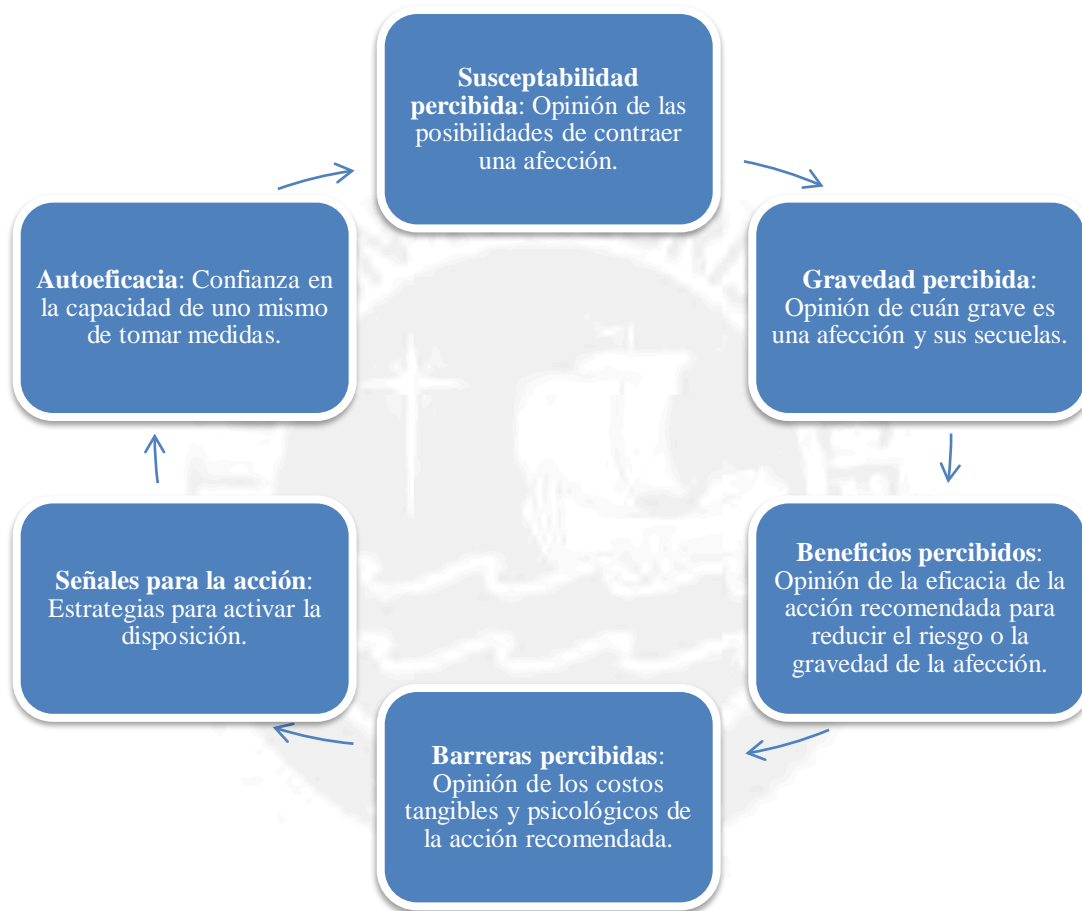 Susceptabilidad
percibida: Opinión de las
posibilidades de contraer
una afección.
Gravedad percibida:
Opinión de cuán grave es
una afección y sus secuelas.
Beneficios percibidos:
Opinión de la eficacia de la
acción recomendada para
reducir el riesgo o la
gravedad de la afección.
Barreras percibidas:
Opinión de los costos
tangibles y psicológicos de
la acción recomendada.
Señales para la acción:
Estrategias para activar la
disposición.
Autoeficacia: Confianza en
la capacidad de uno mismo
de tomar medidas.